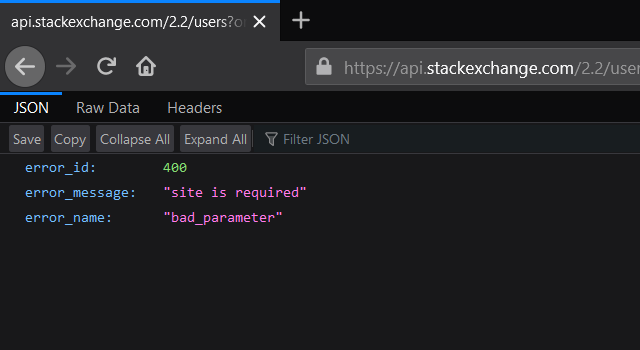 api.stackexchange.com/2.2/users?o
https://api.stackexchange.com/2.2/user
JSON Raw Data Headers
Save Copy Collapse All Expand All Filter JSON
error_id: 400
error_message: "site is required"
error_name: "bad_parameter"